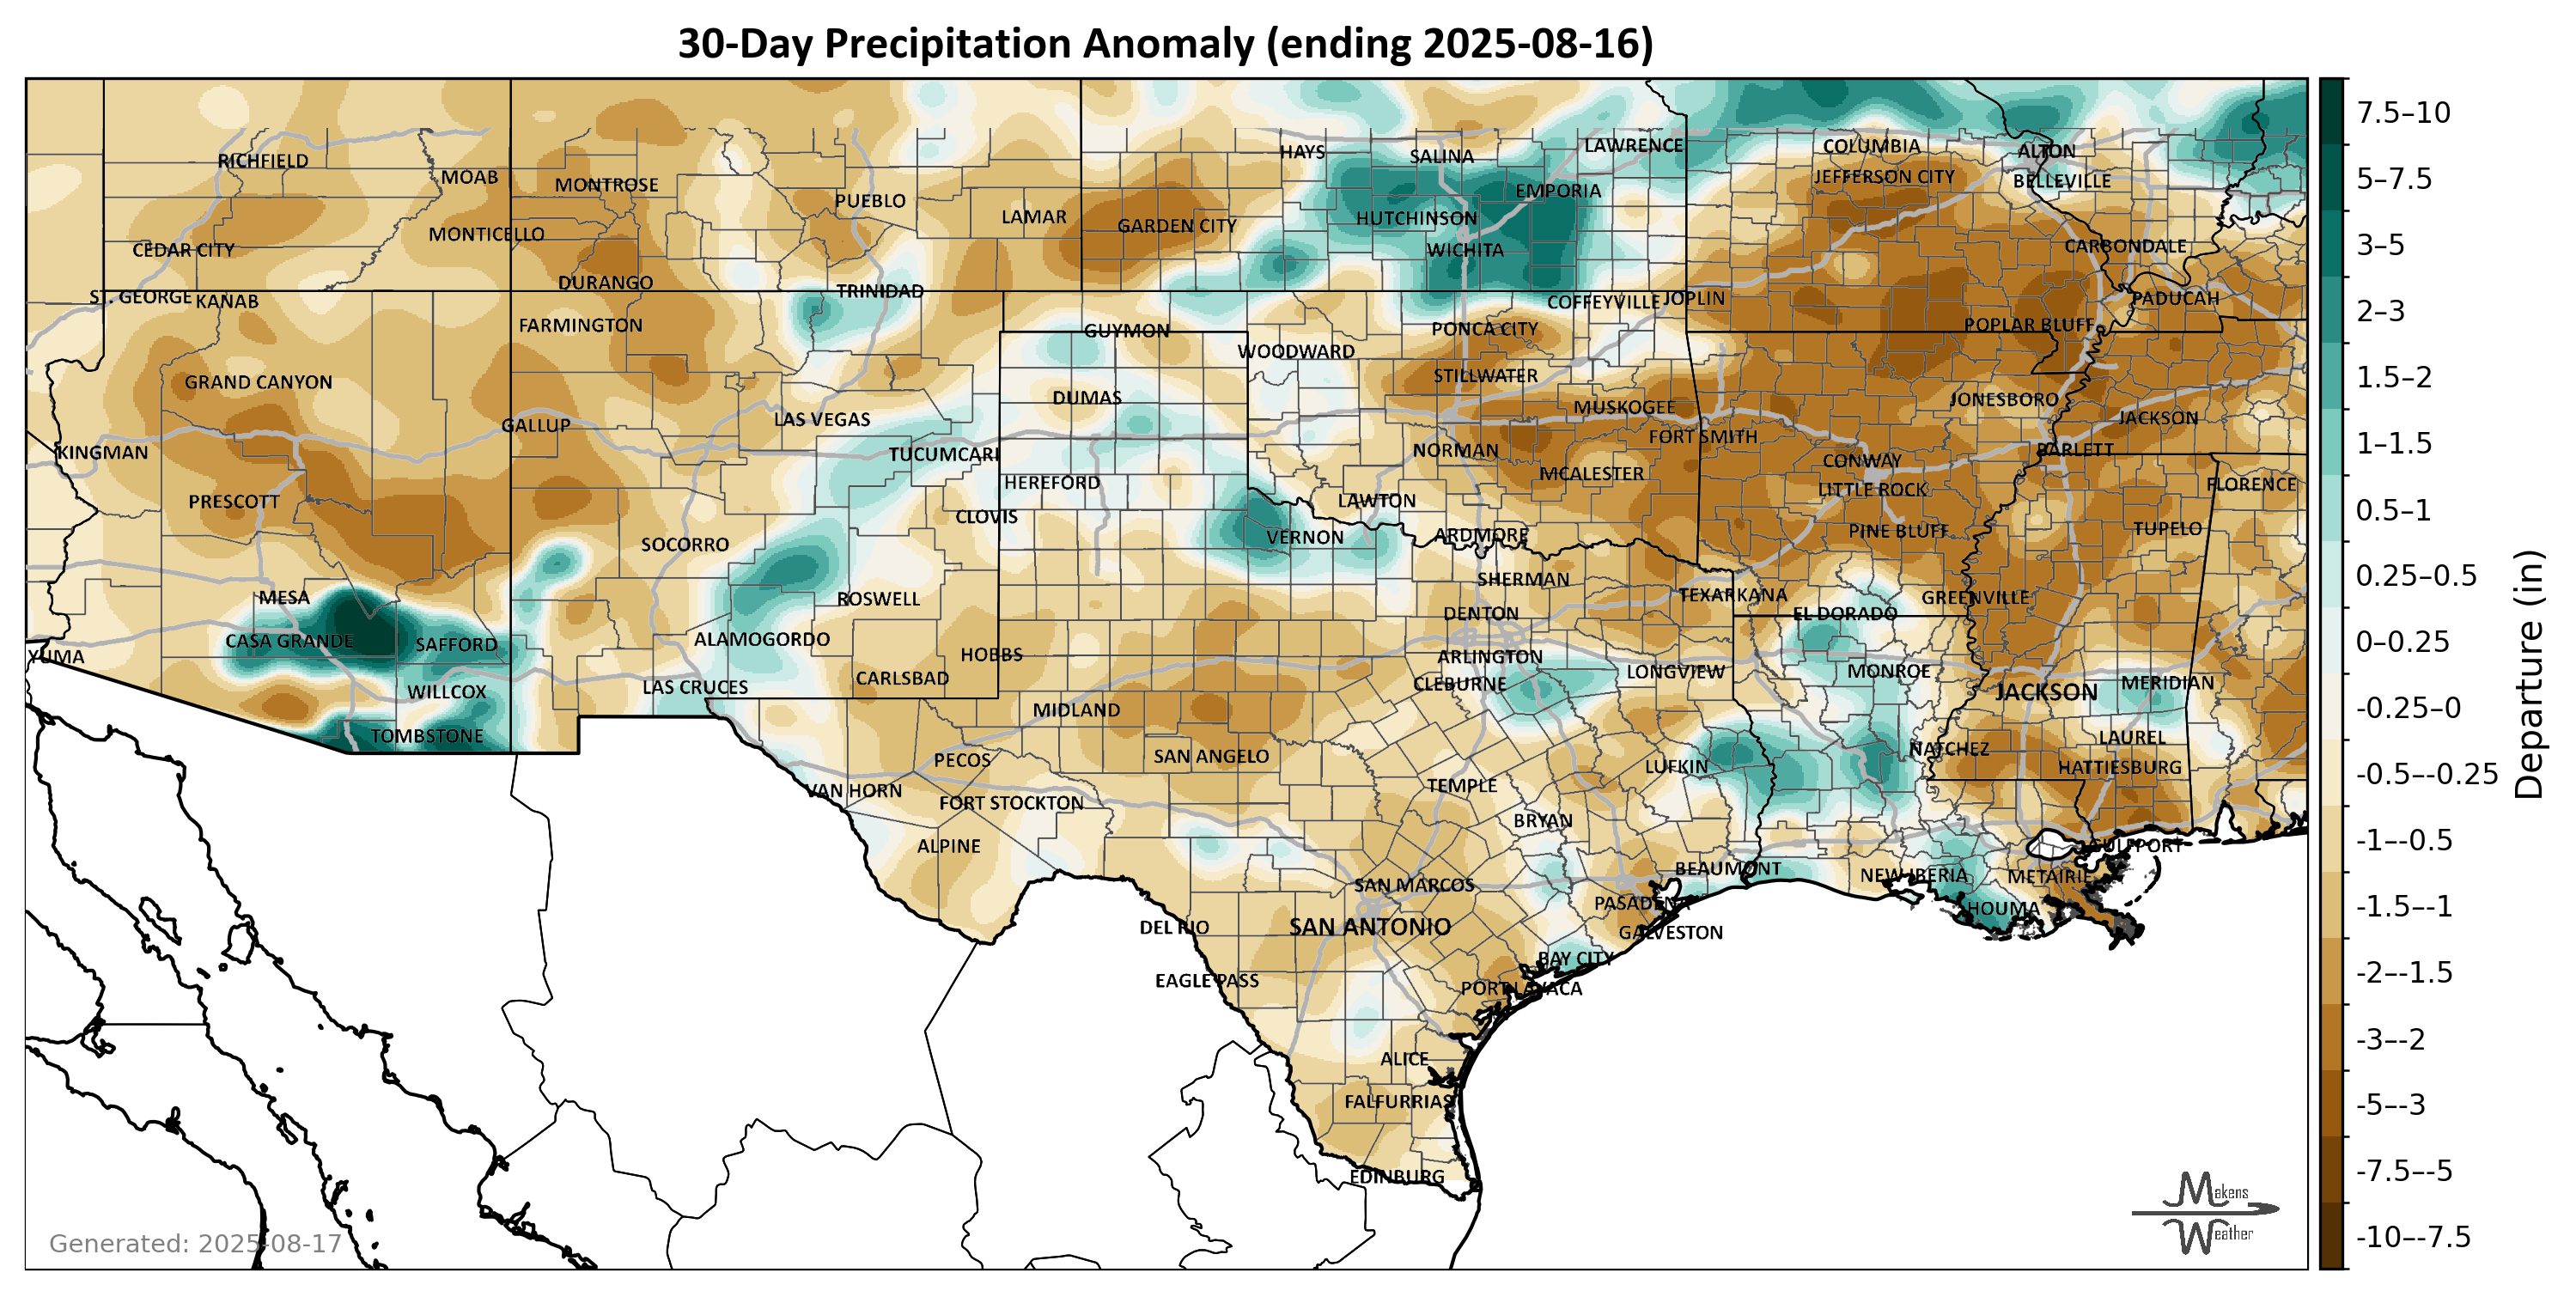 30-Day Precipitation Anomaly (ending 2025-08-16)
RICHFIELD
MOAB
MONTROSE
PUEBLO
LAMAR
HAYS
SALINA
LAWRENCE
COLUMBIA
ALTON
JEFFERSON CITY
BELLEVILLE
EMPORIA
HUTCHINSON
GARDEN CITY
WICHITA
MONTICELLO
CEDAR CITY
CARBONDALE
DURANGO
TRINIDAD
ST. GEORGE
KANAB
COFFEYVILLE
JOPLIN
PADUCAH
FARMINGTON
GUYMON
PONCA CITY
POPLAR BLUFF
WOODWARD
GRAND CANYON
STILLWATER
DUMAS
MUSKOGEE
JONESBORO
JACKSON
GALLUP
LAS VEGAS
FORT SMITH
KINGMAN
TUCUMCARI
NORMAN
BARLETT
CONWAY
MCALESTER
HEREFORD
LITTLE ROCK
FLORENCE
PRESCOTT
LAWTON
CLOVIS
VERNON
ARDMORE
PINE BLUFF
TUPELO
SOCORRO
SHERMAN
MESA
ROSWELL
TEXARKANA
GREENVILLE
DENTON
EL DORADO
CASA GRANDE
SAFFORD
ALAMOGORDO
YUMA
HOBBS
ARLINGTON
CARLSBAD
CLEBURNE
LONGVIEW
MONROE
MERIDIAN
WILLCOX
LAS CRUCES
JACKSON
MIDLAND
TOMBSTONE
LAUREL
NATCHEZ
SAN ANGELO
PECOS
LUFKIN
HATTIESBURG
TEMPLE
VAN HORN
FORT STOCKTON
BRYAN
ALPINE
GULFPORT
BEAUMONT
NEW IBERIA
METAIRIE
SAN MARCOS
PASADENA
HOUMA
DEL RIO
SAN ANTONIO
GALVESTON
BAY CITY
EAGLE PASS
PORT LAVACA
ALICE
FALFURRIAS
EDINBURG
Generated: 2025-08-17
Makens
Weather
7.5–10
5–7.5
3–5
2–3
1.5–2
1–1.5
0.5–1
0.25–0.5
0–0.25
-0.25–0
-0.5–-0.25
-1–-0.5
-1.5–-1
-2–-1.5
-3–-2
-5–-3
-7.5–-5
-10–-7.5
Departure (in)